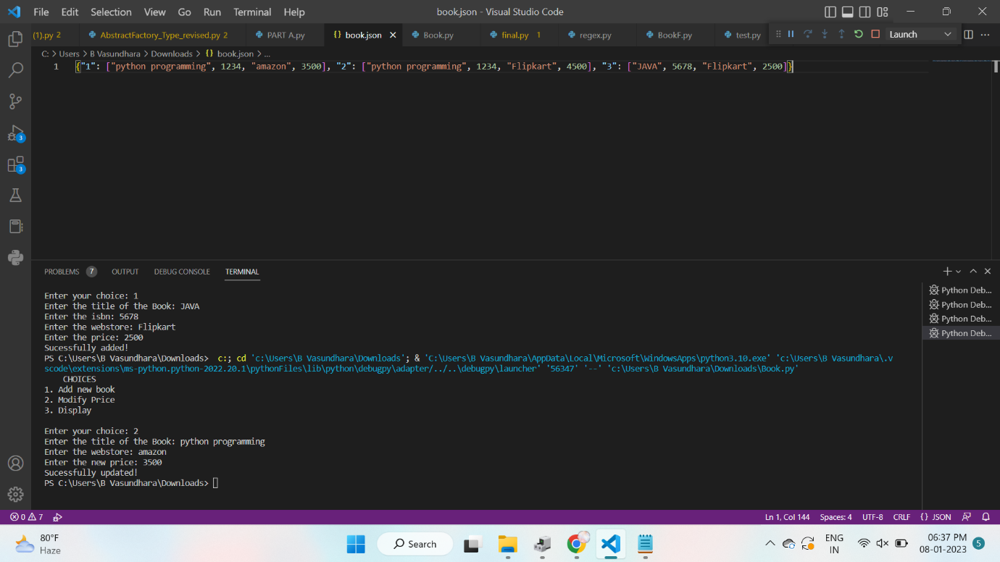 File Edit Selection View Go Run Terminal Help
book.json - Visual Studio Code
(1).py 2 AbstractFactory_Type_revised.py 2 PART A.py {} book.json Book.py final.py 1 regex.py BookF.py test.py Launch
C: > Users > B Vasundhara > Downloads > {} book.json > ...
1 {"1": ["python programming", 1234, "amazon", 3500], "2": ["python programming", 1234, "Flipkart", 4500], "3": ["JAVA", 5678, "Flipkart", 2500]}
3
3
PROBLEMS 7 OUTPUT DEBUG CONSOLE TERMINAL
Enter your choice: 1
Enter the title of the Book: JAVA
Enter the isbn: 5678
Enter the webstore: Flipkart
Enter the price: 2500
Sucessfully added!
PS C:\Users\B Vasundhara\Downloads>  c:; cd 'c:\Users\B Vasundhara\Downloads'; & 'C:\Users\B Vasundhara\AppData\Local\Microsoft\WindowsApps\python3.10.exe' 'c:\Users\B Vasundhara\.v
scode\extensions\ms-python.python-2022.20.1\pythonFiles\lib\python\debugpy\adapter/../..\debugpy\launcher' '56347' '--' 'c:\Users\B Vasundhara\Downloads\Book.py'
CHOICES
1. Add new book
2. Modify Price
3. Display
Enter your choice: 2
Enter the title of the Book: python programming
Enter the webstore: amazon
Enter the new price: 3500
Sucessfully updated!
PS C:\Users\B Vasundhara\Downloads>
Python Deb...
Python Deb...
Python Deb...
Python Deb...
0 7 Ln 1, Col 144 Spaces: 4 UTF-8 CRLF {} JSON
80°F
Haze
Search
ENG
IN
06:37 PM
08-01-2023
5